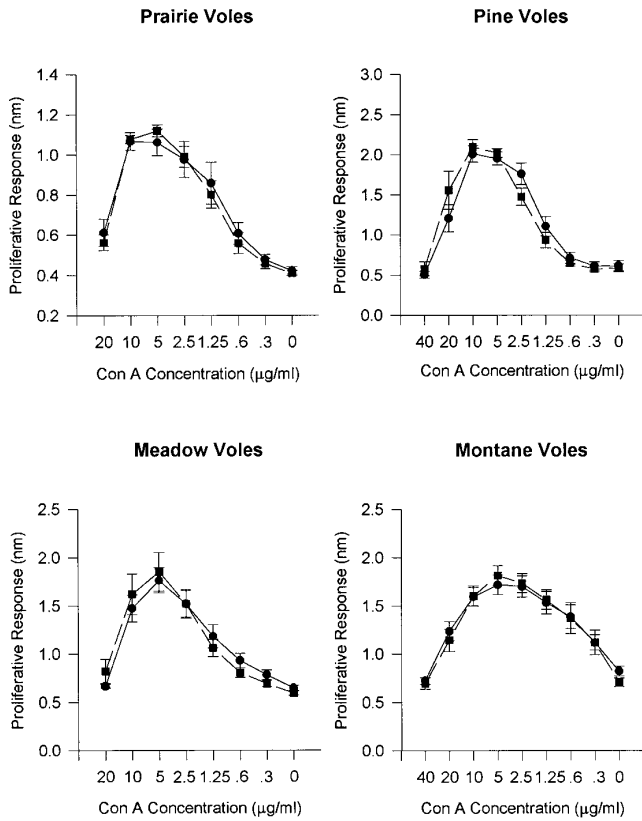 Prairie Voles
Proliferative Response (nm)
1.4
1.2
1.0
0.8
0.6
0.4
0.2
20 10 5 2.5 1.25 .6 .3 0
Con A Concentration (μg/ml)
Pine Voles
Proliferative Response (nm)
3.0
2.5
2.0
1.5
1.0
0.5
0.0
40 20 10 5 2.5 1.25 .6 .3 0
Con A Concentration (μg/ml)
Meadow Voles
Proliferative Response (nm)
2.5
2.0
1.5
1.0
0.5
0.0
20 10 5 2.5 1.25 .6 .3 0
Con A Concentration (μg/ml)
Montane Voles
Proliferative Response (nm)
2.5
2.0
1.5
1.0
0.5
0.0
40 20 10 5 2.5 1.25 .6 .3 0
Con A Concentration (μg/ml)